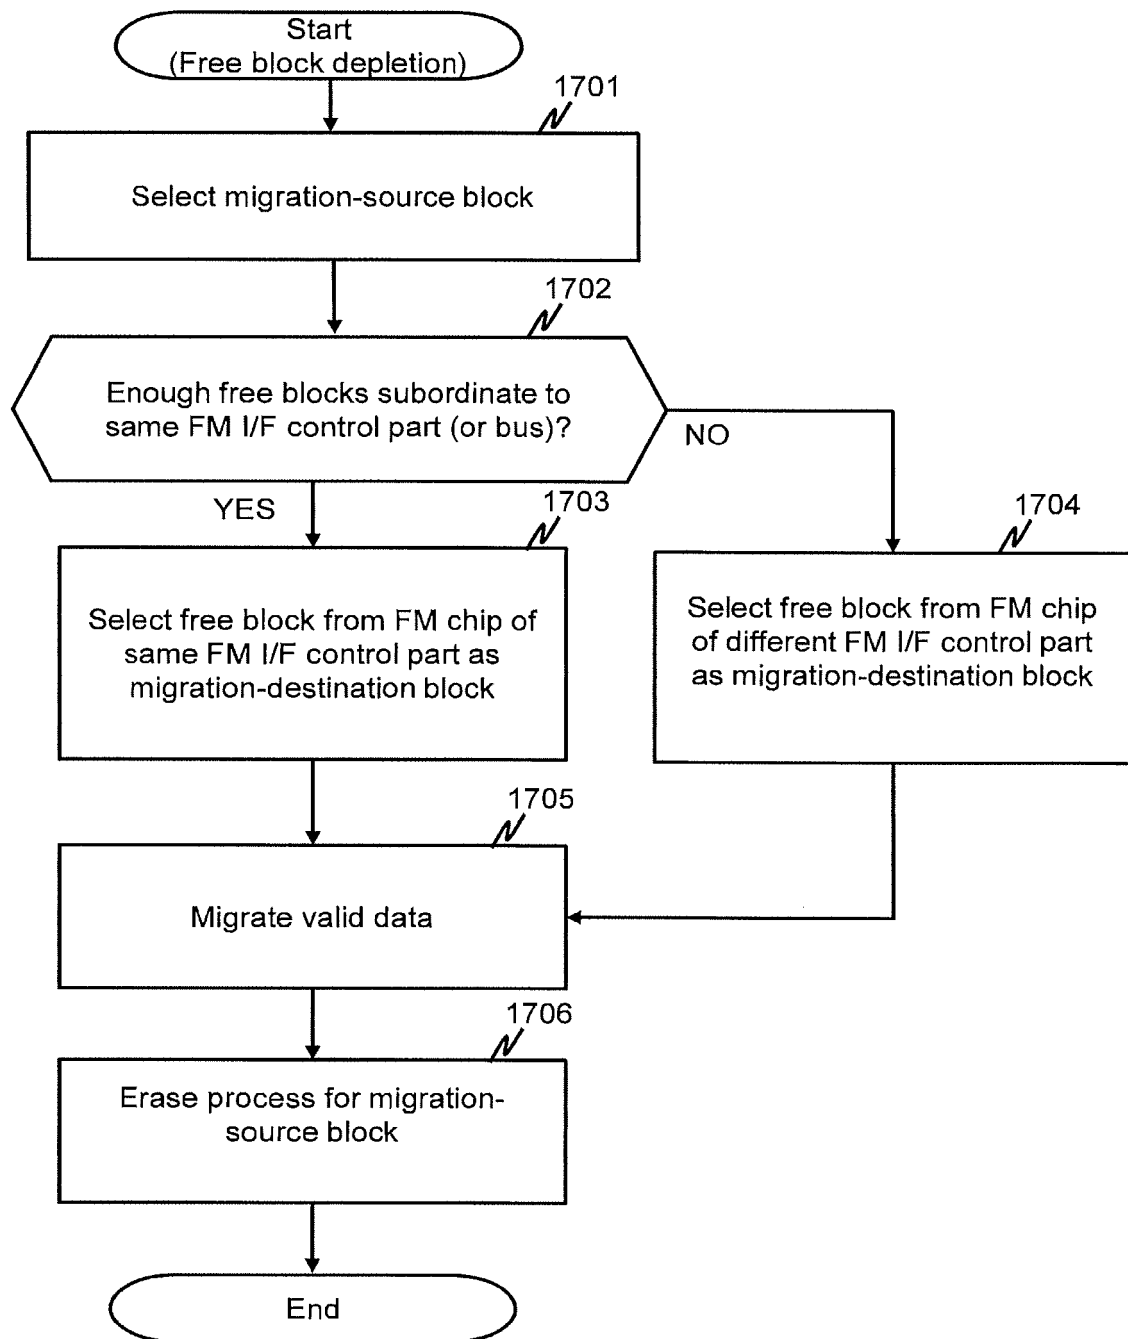 Start
(Free block depletion)
1701
Select migration-source block
1702
Enough free blocks subordinate to
same FM I/F control part (or bus)?
NO
YES
1703
1704
Select free block from FM chip of
same FM I/F control part as
migration-destination block
Select free block from FM chip
of different FM I/F control part
as migration-destination block
1705
Migrate valid data
1706
Erase process for migration-
source block
End